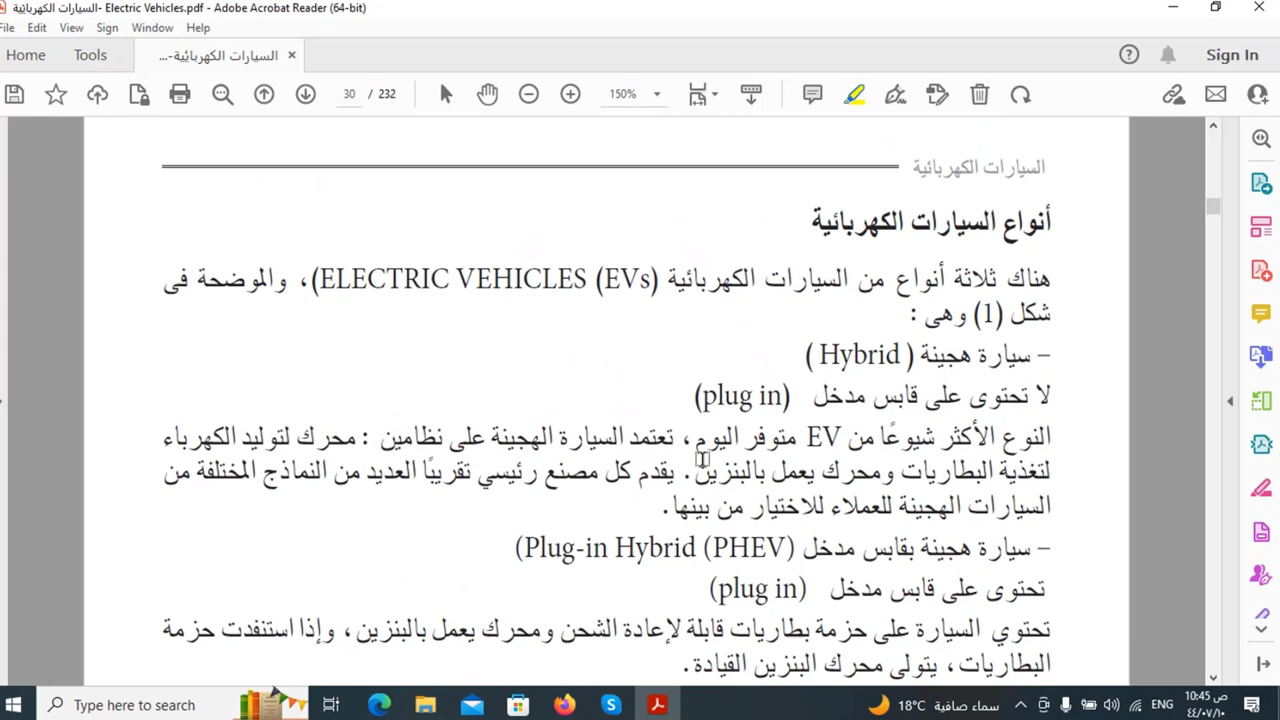 السيارات الكهربائية- Electric Vehicles.pdf - Adobe Acrobat Reader (64-bit)
File Edit View Sign Window Help
Home Tools السيارات الكهربائية-... × Sign In
30 / 232 150%
السيارات الكهربائية
أنواع السيارات الكهربائية
هناك ثلاثة أنواع من السيارات الكهربائية ELECTRIC VEHICLES (EVs)، والموضحة فى
شكل (1) وهى :
– سيارة هجينة ( Hybrid )
لا تحتوى على قابس مدخل (plug in)
النوع الأكثر شيوعًا من EV متوفر اليوم، تعتمد السيارة الهجينة على نظامين : محرك لتوليد الكهرباء
لتغذية البطاريات ومحرك يعمل بالبنزين. يقدم كل مصنع رئيسي تقريبًا العديد من النماذج المختلفة من
السيارات الهجينة للعملاء للاختيار من بينها.
– سيارة هجينة بقابس مدخل Plug-in Hybrid (PHEV)
تحتوى على قابس مدخل (plug in)
تحتوي السيارة على حزمة بطاريات قابلة لإعادة الشحن ومحرك يعمل بالبنزين، وإذا استنفدت حزمة
البطاريات، يتولى محرك البنزين القيادة.
Type here to search 18°C سماء صافية ENG 10:45 ص
٤٤/٠٧/١٠